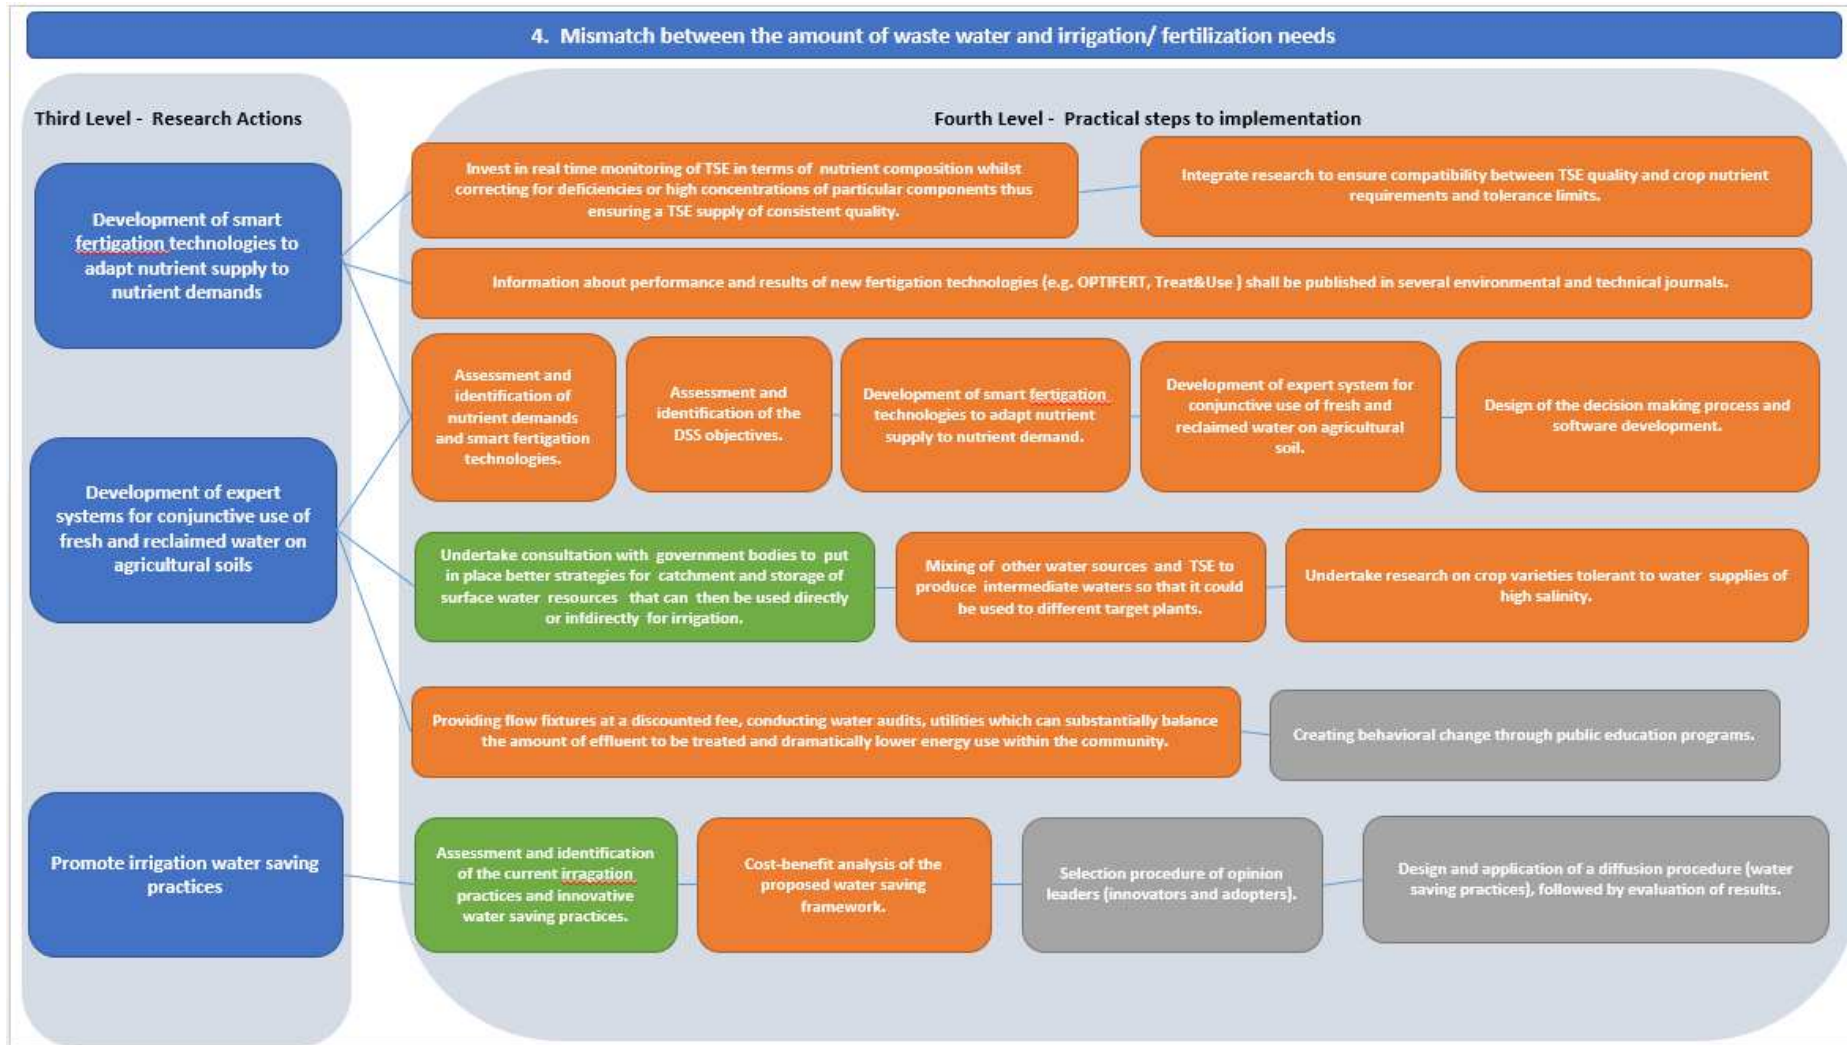 4. Mismatch between the amount of waste water and irrigation/ fertilization needs
Third Level - Research Actions
Fourth Level - Practical steps to implementation
Development of smart
fertigation technologies to
adapt nutrient supply to
nutrient demands
Invest in real time monitoring of TSE in terms of nutrient composition whilst
correcting for deficiencies or high concentrations of particular components thus
ensuring a TSE supply of consistent quality.
Integrate research to ensure compatibility between TSE quality and crop nutrient
requirements and tolerance limits.
Information about performance and results of new fertigation technologies (e.g. OPTIFERT, Treat&Use ) shall be published in several environmental and technical journals.
Assessment and
identification of
nutrient demands
and smart fertigation
technologies.
Assessment and
identification of the
DSS objectives.
Development of smart fertigation
technologies to adapt nutrient
supply to nutrient demand.
Development of expert system for
conjunctive use of fresh and
reclaimed water on agricultural
soil.
Design of the decision making process and
software development.
Development of expert
systems for conjunctive use of
fresh and reclaimed water on
agricultural soils
Undertake consultation with government bodies to put
in place better strategies for catchment and storage of
surface water resources that can then be used directly
or infdirectly for irrigation.
Mixing of other water sources and TSE to
produce intermediate waters so that it could
be used to different target plants.
Undertake research on crop varieties tolerant to water supplies of
high salinity.
Providing flow fixtures at a discounted fee, conducting water audits, utilities which can substantially balance
the amount of effluent to be treated and dramatically lower energy use within the community.
Creating behavioral change through public education programs.
Promote irrigation water saving
practices
Assessment and identification
of the current irragation
practices and innovative
water saving practices.
Cost-benefit analysis of the
proposed water saving
framework.
Selection procedure of opinion
leaders (innovators and adopters).
Design and application of a diffusion procedure (water
saving practices), followed by evaluation of results.